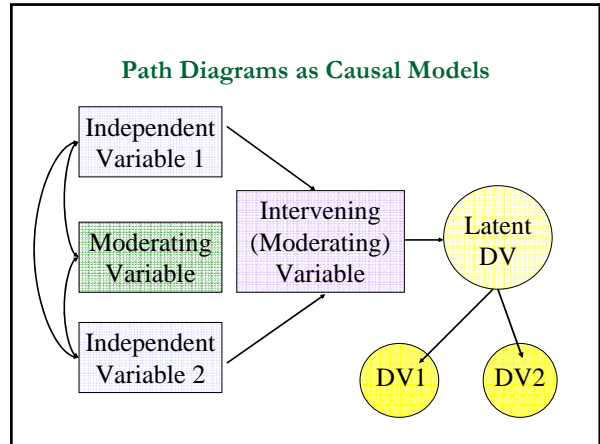 Path Diagrams as Causal Models
Independent
Variable 1
Moderating
Variable
Independent
Variable 2
Intervening
(Moderating)
Variable
Latent
DV
DV1
DV2